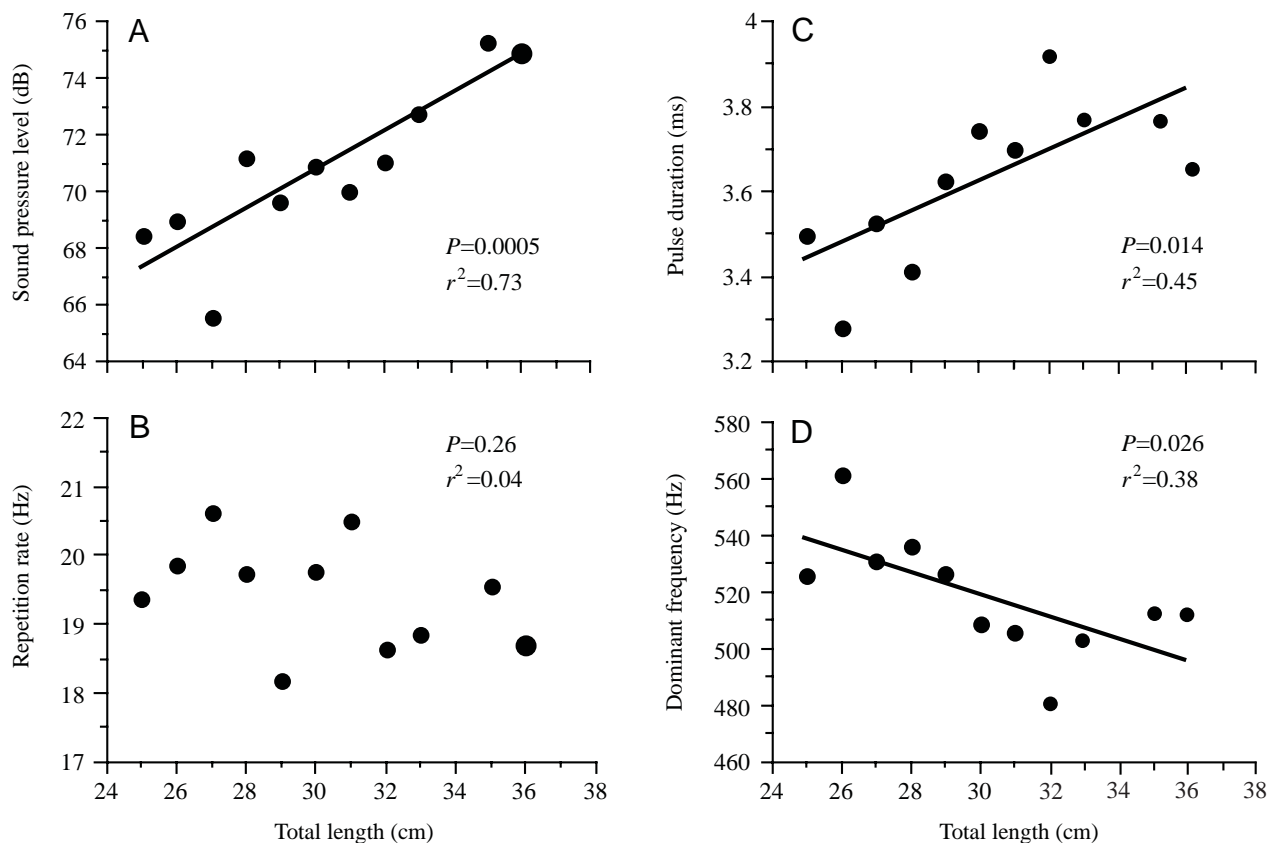 A
Sound pressure level (dB)
76
74
72
70
68
66
64
P=0.0005
r²=0.73
C
Pulse duration (ms)
4
3.8
3.6
3.4
3.2
P=0.014
r²=0.45
B
Repetition rate (Hz)
22
21
20
19
18
17
P=0.26
r²=0.04
24 26 28 30 32 34 36 38
Total length (cm)
D
Dominant frequency (Hz)
580
560
540
520
500
480
460
P=0.026
r²=0.38
24 26 28 30 32 34 36 38
Total length (cm)